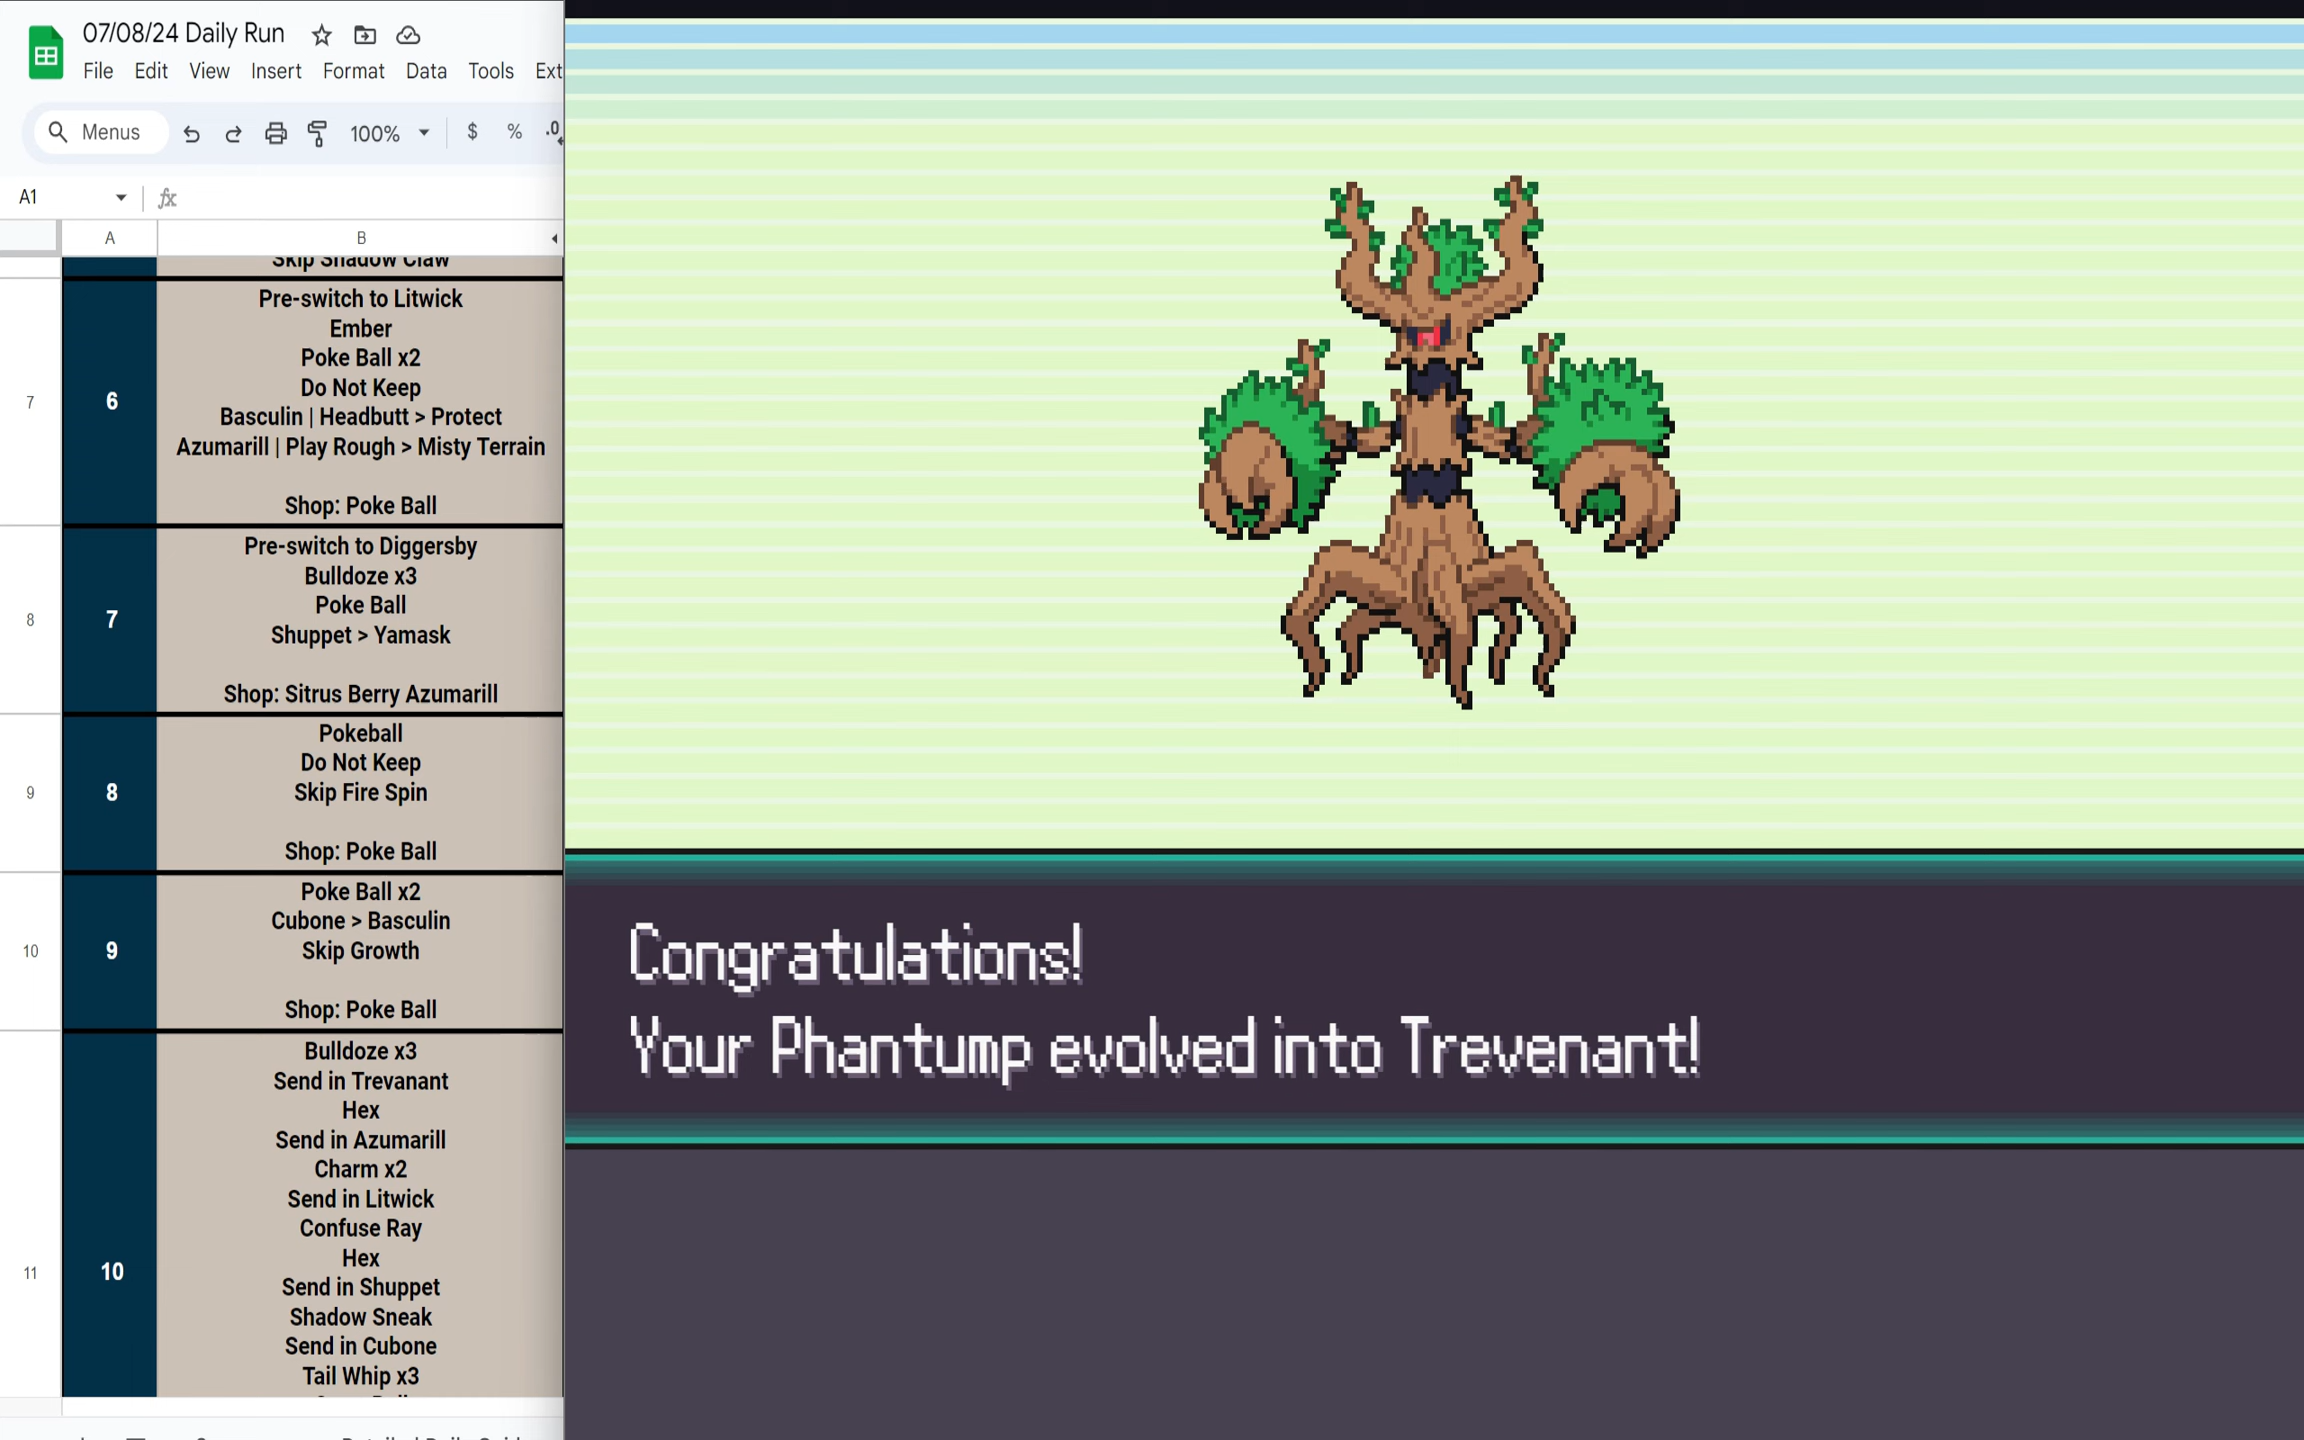 07/08/24 Daily Run
File Edit View Insert Format Data Tools Ext
Menus 100% $ % .0
A1 fx
A B
Skip Shadow Claw
7 6
Pre-switch to Litwick
Ember
Poke Ball x2
Do Not Keep
Basculin | Headbutt > Protect
Azumarill | Play Rough > Misty Terrain
Shop: Poke Ball
8 7
Pre-switch to Diggersby
Bulldoze x3
Poke Ball
Shuppet > Yamask
Shop: Sitrus Berry Azumarill
9 8
Pokeball
Do Not Keep
Skip Fire Spin
Shop: Poke Ball
10 9
Poke Ball x2
Cubone > Basculin
Skip Growth
Shop: Poke Ball
11 10
Bulldoze x3
Send in Trevanant
Hex
Send in Azumarill
Charm x2
Send in Litwick
Confuse Ray
Hex
Send in Shuppet
Shadow Sneak
Send in Cubone
Tail Whip x3
Congratulations!
Your Phantump evolved into Trevenant!